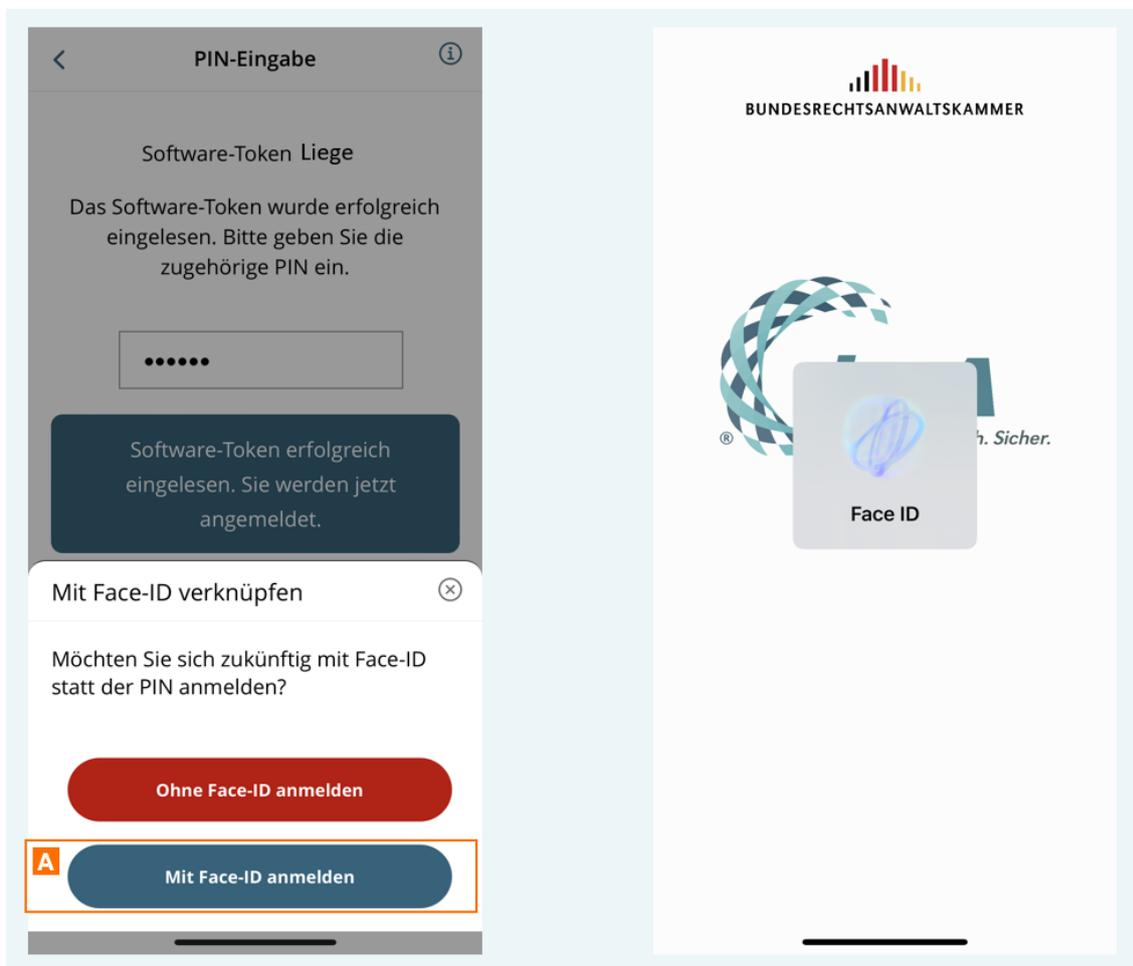 PIN-Eingabe
Software-Token Liege
Das Software-Token wurde erfolgreich
eingelesen. Bitte geben Sie die
zugehörige PIN ein.
••••••
Software-Token erfolgreich
eingelesen. Sie werden jetzt
angemeldet.
Mit Face-ID verknüpfen
Möchten Sie sich zukünftig mit Face-ID
statt der PIN anmelden?
Ohne Face-ID anmelden
A
Mit Face-ID anmelden
BUNDESRECHTSANWALTSKAMMER
®
h. Sicher.
Face ID